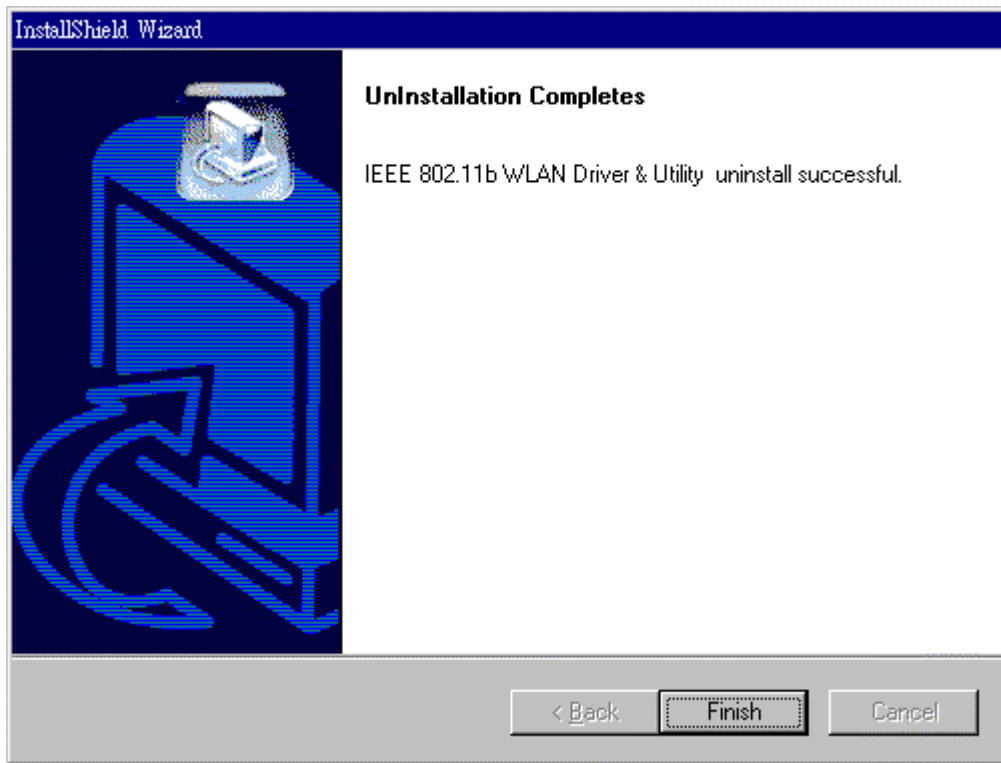 InstallShield Wizard
UnInstallation Completes
IEEE 802.11b WLAN Driver & Utility  uninstall successful.
< Back
Finish
Cancel